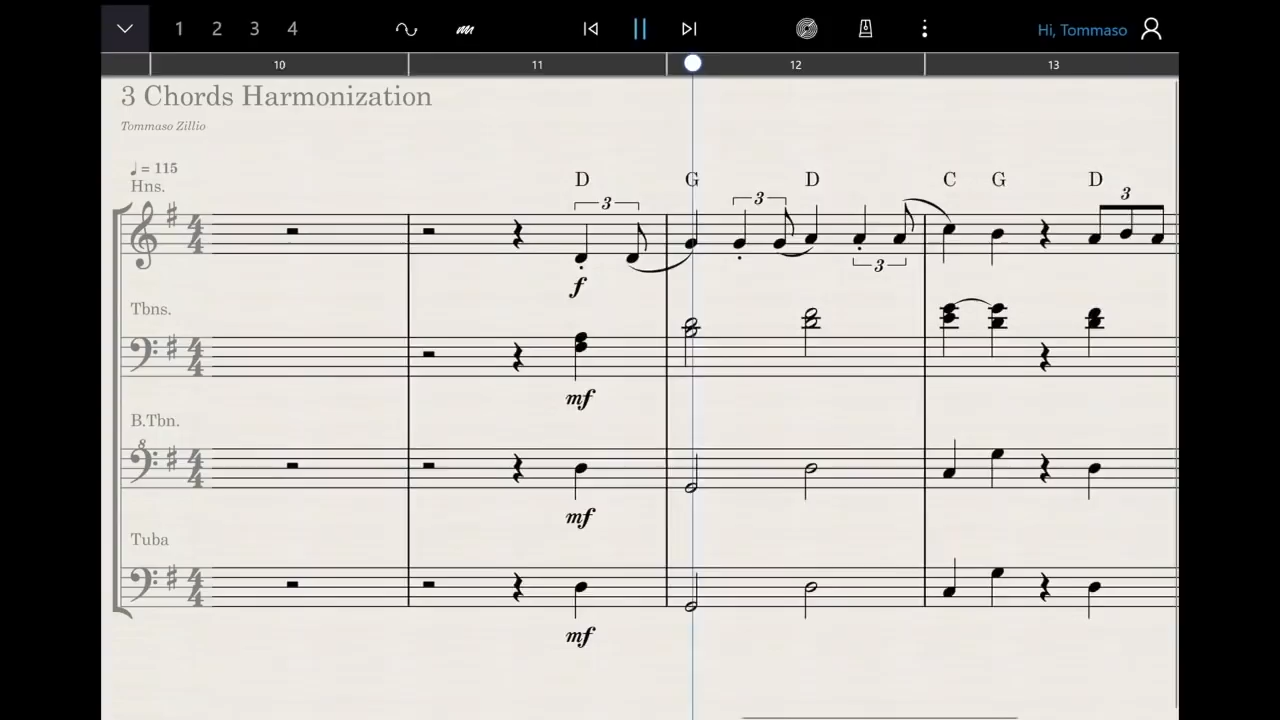 1 2 3 4 Hi, Tommaso
10 11 12 13
3 Chords Harmonization
Tommaso Zillio
♩ = 115
Hns.
D G D C G D
3 3 3 3
f
Tbns.
mf
B.Tbn.
8
mf
Tuba
mf